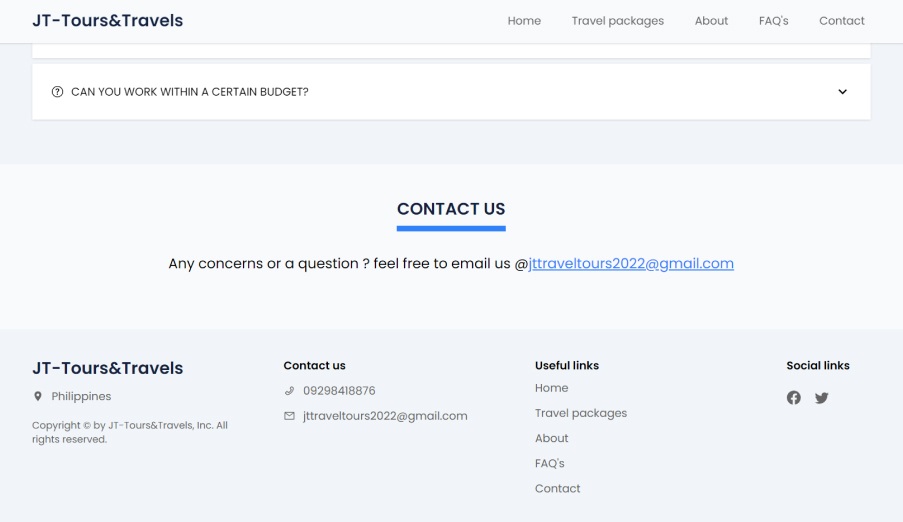 JT-Tours&Travels
Home Travel packages About FAQ's Contact
CAN YOU WORK WITHIN A CERTAIN BUDGET?
CONTACT US
Any concerns or a question ? feel free to email us @jttraveltours2022@gmail.com
JT-Tours&Travels
Philippines
Copyright © by JT-Tours&Travels, Inc. All
rights reserved.
Contact us
09298418876
jttraveltours2022@gmail.com
Useful links
Home
Travel packages
About
FAQ's
Contact
Social links